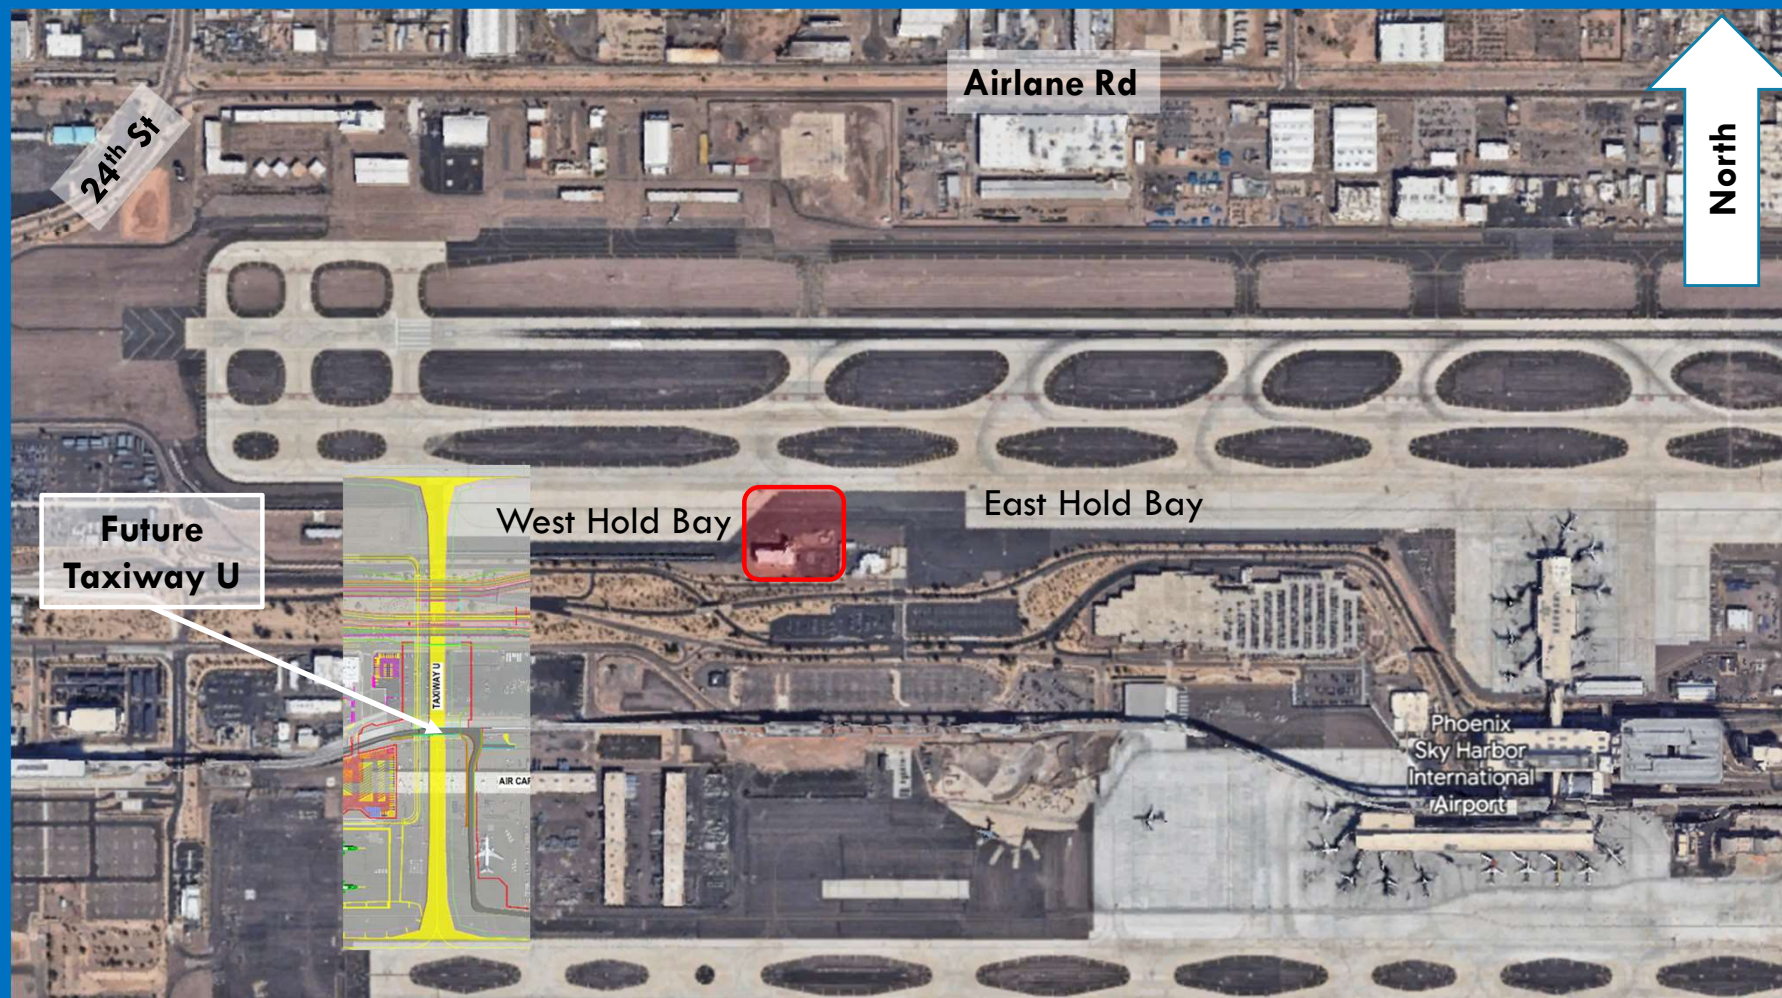 Airlane Rd
24th St
North
West Hold Bay
East Hold Bay
Future
Taxiway U
TAXIWAY U
AIR CAR
Phoenix
Sky Harbor
International
Airport